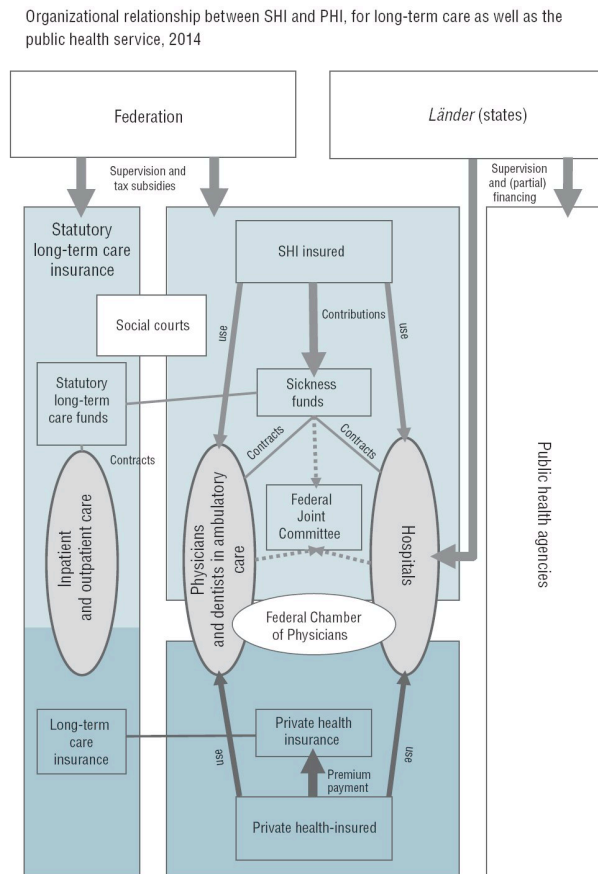 Organizational relationship between SHI and PHI, for long-term care as well as the
public health service, 2014
Federation
Länder (states)
Supervision and
tax subsidies
Supervision
and (partial)
financing
Statutory
long-term care
insurance
SHI insured
Social courts
use
Contributions
use
Statutory
long-term
care funds
Sickness
funds
Contracts
Contracts
Contracts
Inpatient
and outpatient care
Physicians
and dentists in ambulatory
care
Federal
Joint
Committee
Hospitals
Public health agencies
Federal Chamber
of Physicians
Long-term
care
insurance
Private health
insurance
use
Premium
payment
use
Private health-insured